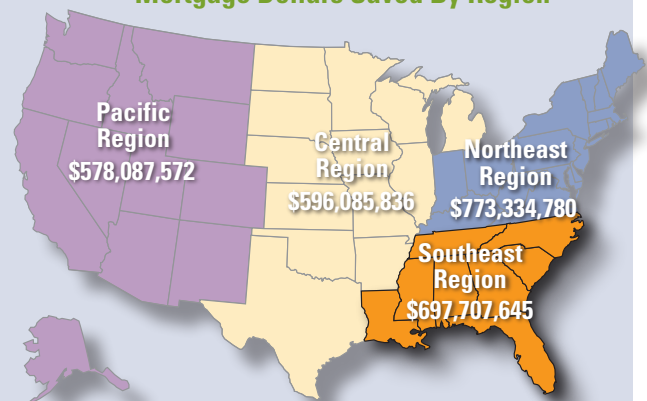 Mortgage Dollars Saved By Region
Pacific
Region
$578,087,572
Central
Region
$596,085,836
Northeast
Region
$773,334,780
Southeast
Region
$697,707,645